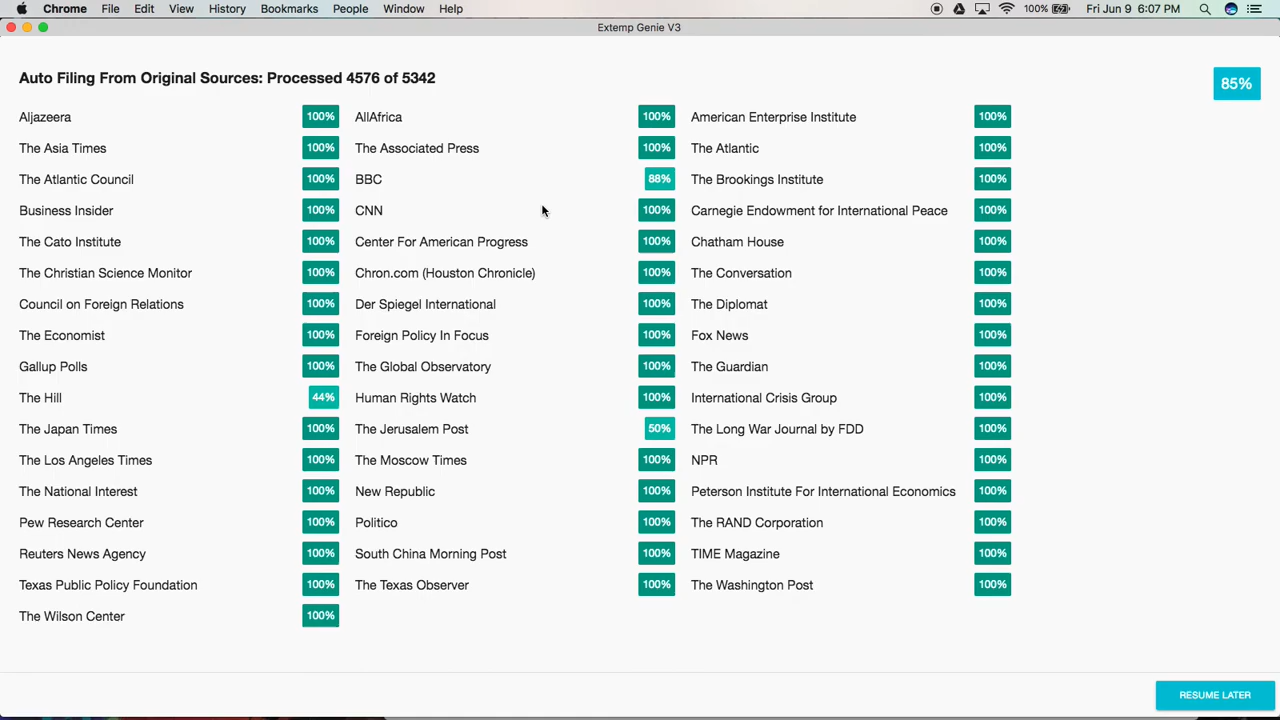 Chrome File Edit View History Bookmarks People Window Help 100% Fri Jun 9 6:07 PM
Extemp Genie V3
Auto Filing From Original Sources: Processed 4576 of 5342 85%
Aljazeera 100% AllAfrica 100% American Enterprise Institute 100%
The Asia Times 100% The Associated Press 100% The Atlantic 100%
The Atlantic Council 100% BBC 88% The Brookings Institute 100%
Business Insider 100% CNN 100% Carnegie Endowment for International Peace 100%
The Cato Institute 100% Center For American Progress 100% Chatham House 100%
The Christian Science Monitor 100% Chron.com (Houston Chronicle) 100% The Conversation 100%
Council on Foreign Relations 100% Der Spiegel International 100% The Diplomat 100%
The Economist 100% Foreign Policy In Focus 100% Fox News 100%
Gallup Polls 100% The Global Observatory 100% The Guardian 100%
The Hill 44% Human Rights Watch 100% International Crisis Group 100%
The Japan Times 100% The Jerusalem Post 50% The Long War Journal by FDD 100%
The Los Angeles Times 100% The Moscow Times 100% NPR 100%
The National Interest 100% New Republic 100% Peterson Institute For International Economics 100%
Pew Research Center 100% Politico 100% The RAND Corporation 100%
Reuters News Agency 100% South China Morning Post 100% TIME Magazine 100%
Texas Public Policy Foundation 100% The Texas Observer 100% The Washington Post 100%
The Wilson Center 100%
RESUME LATER